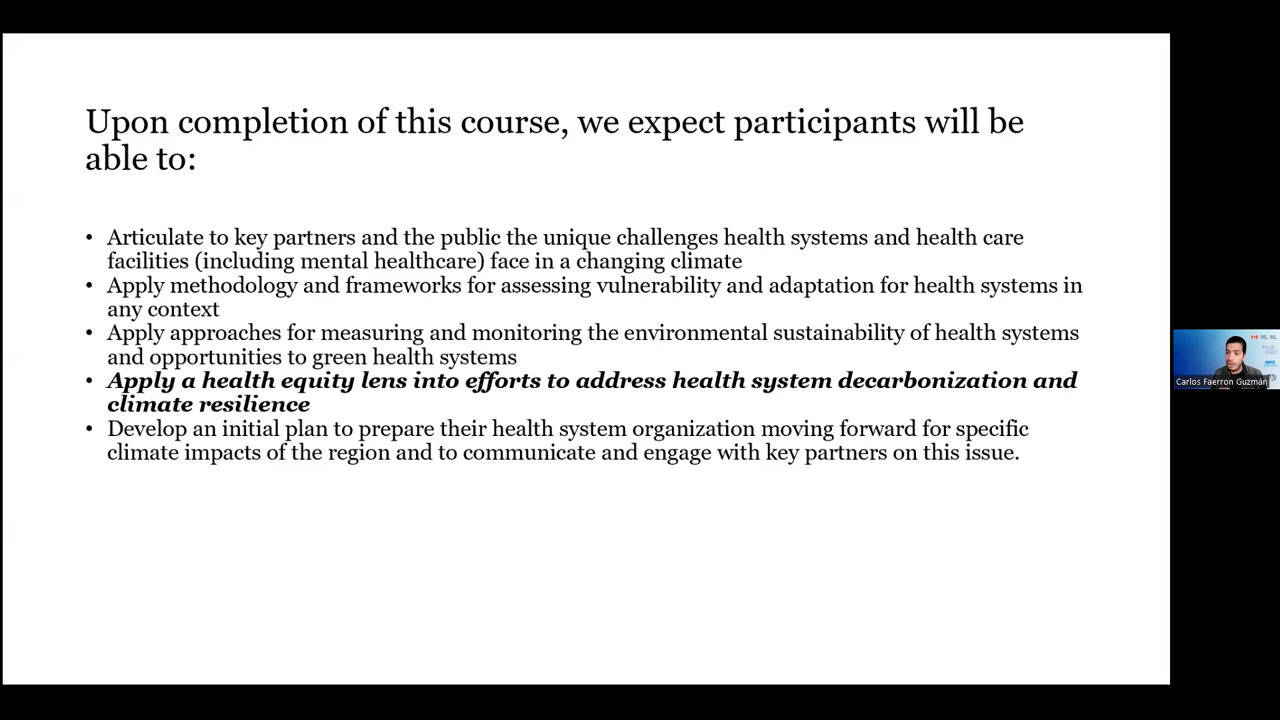 Upon completion of this course, we expect participants will be
able to:
• Articulate to key partners and the public the unique challenges health systems and health care
facilities (including mental healthcare) face in a changing climate
• Apply methodology and frameworks for assessing vulnerability and adaptation for health systems in
any context
• Apply approaches for measuring and monitoring the environmental sustainability of health systems
and opportunities to green health systems
• Apply a health equity lens into efforts to address health system decarbonization and
climate resilience
• Develop an initial plan to prepare their health system organization moving forward for specific
climate impacts of the region and to communicate and engage with key partners on this issue.
Carlos Faerron Guzmán